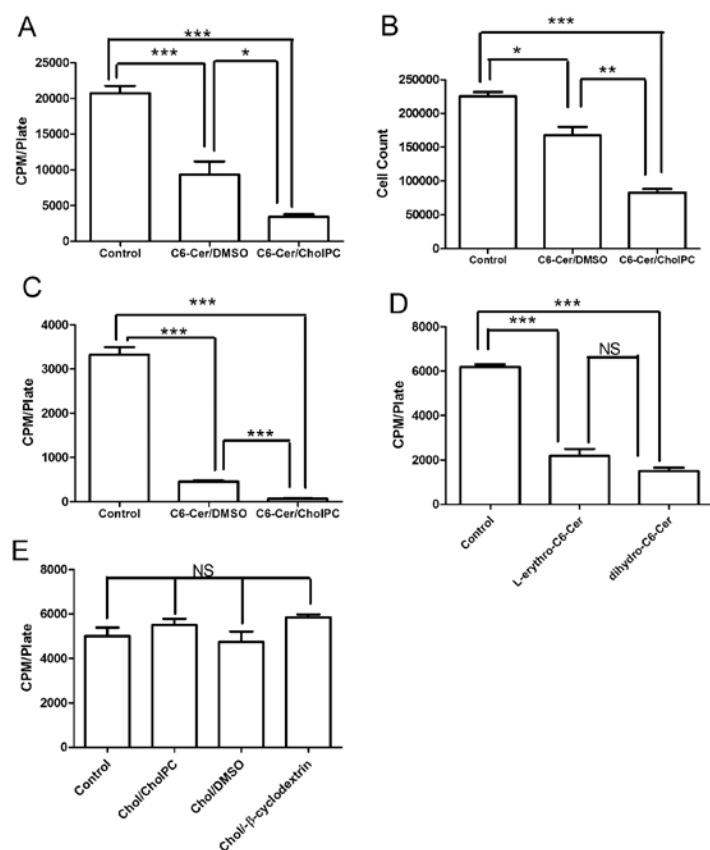 A
***
***
*
CPM/Plate
25000
20000
15000
10000
5000
0
Control
C6-Cer/DMSO
C6-Cer/CholPC
B
***
*
**
Cell Count
250000
200000
150000
100000
50000
0
Control
C6-Cer/DMSO
C6-Cer/CholPC
C
***
***
***
CPM/Plate
4000
3000
2000
1000
0
Control
C6-Cer/DMSO
C6-Cer/CholPC
D
***
***
NS
CPM/Plate
8000
6000
4000
2000
0
Control
L-erythro-C6-Cer
dihydro-C6-Cer
E
NS
CPM/Plate
8000
6000
4000
2000
0
Control
Chol/CholPC
Chol/DMSO
Chol/-β-cyclodextrin